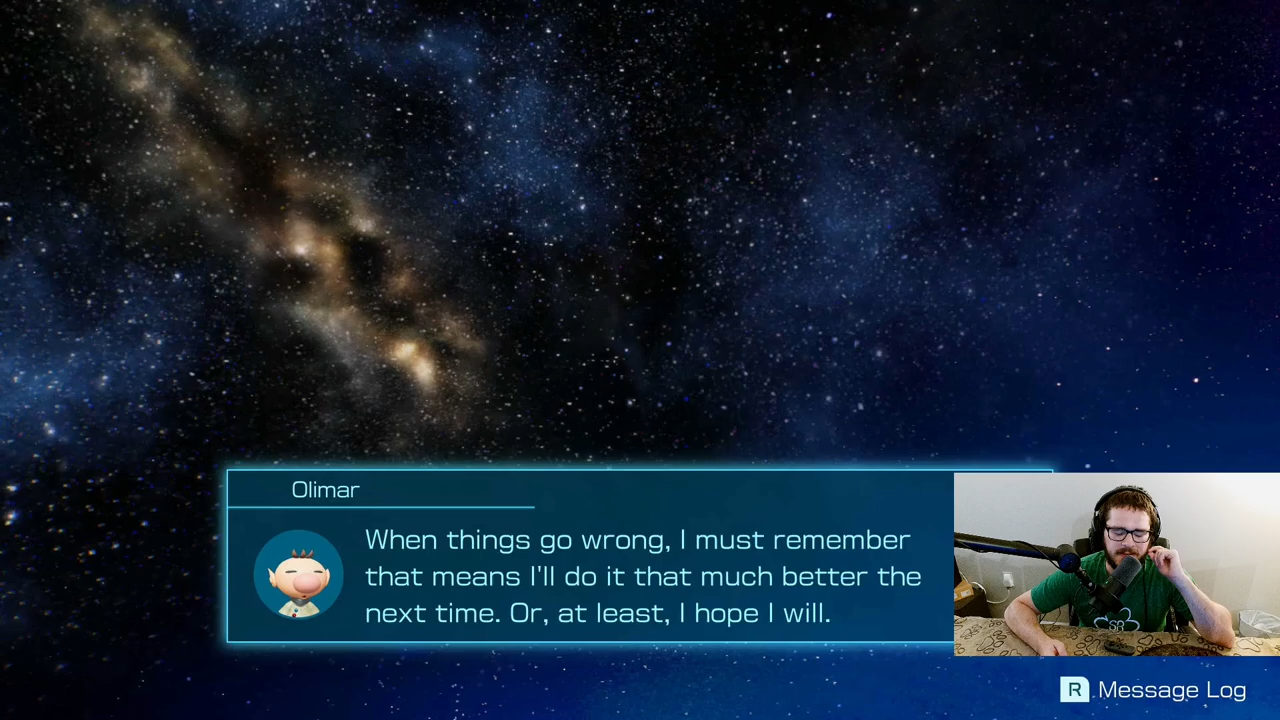 Olimar
When things go wrong, I must remember
that means I'll do it that much better the
next time. Or, at least, I hope I will.
R Message Log